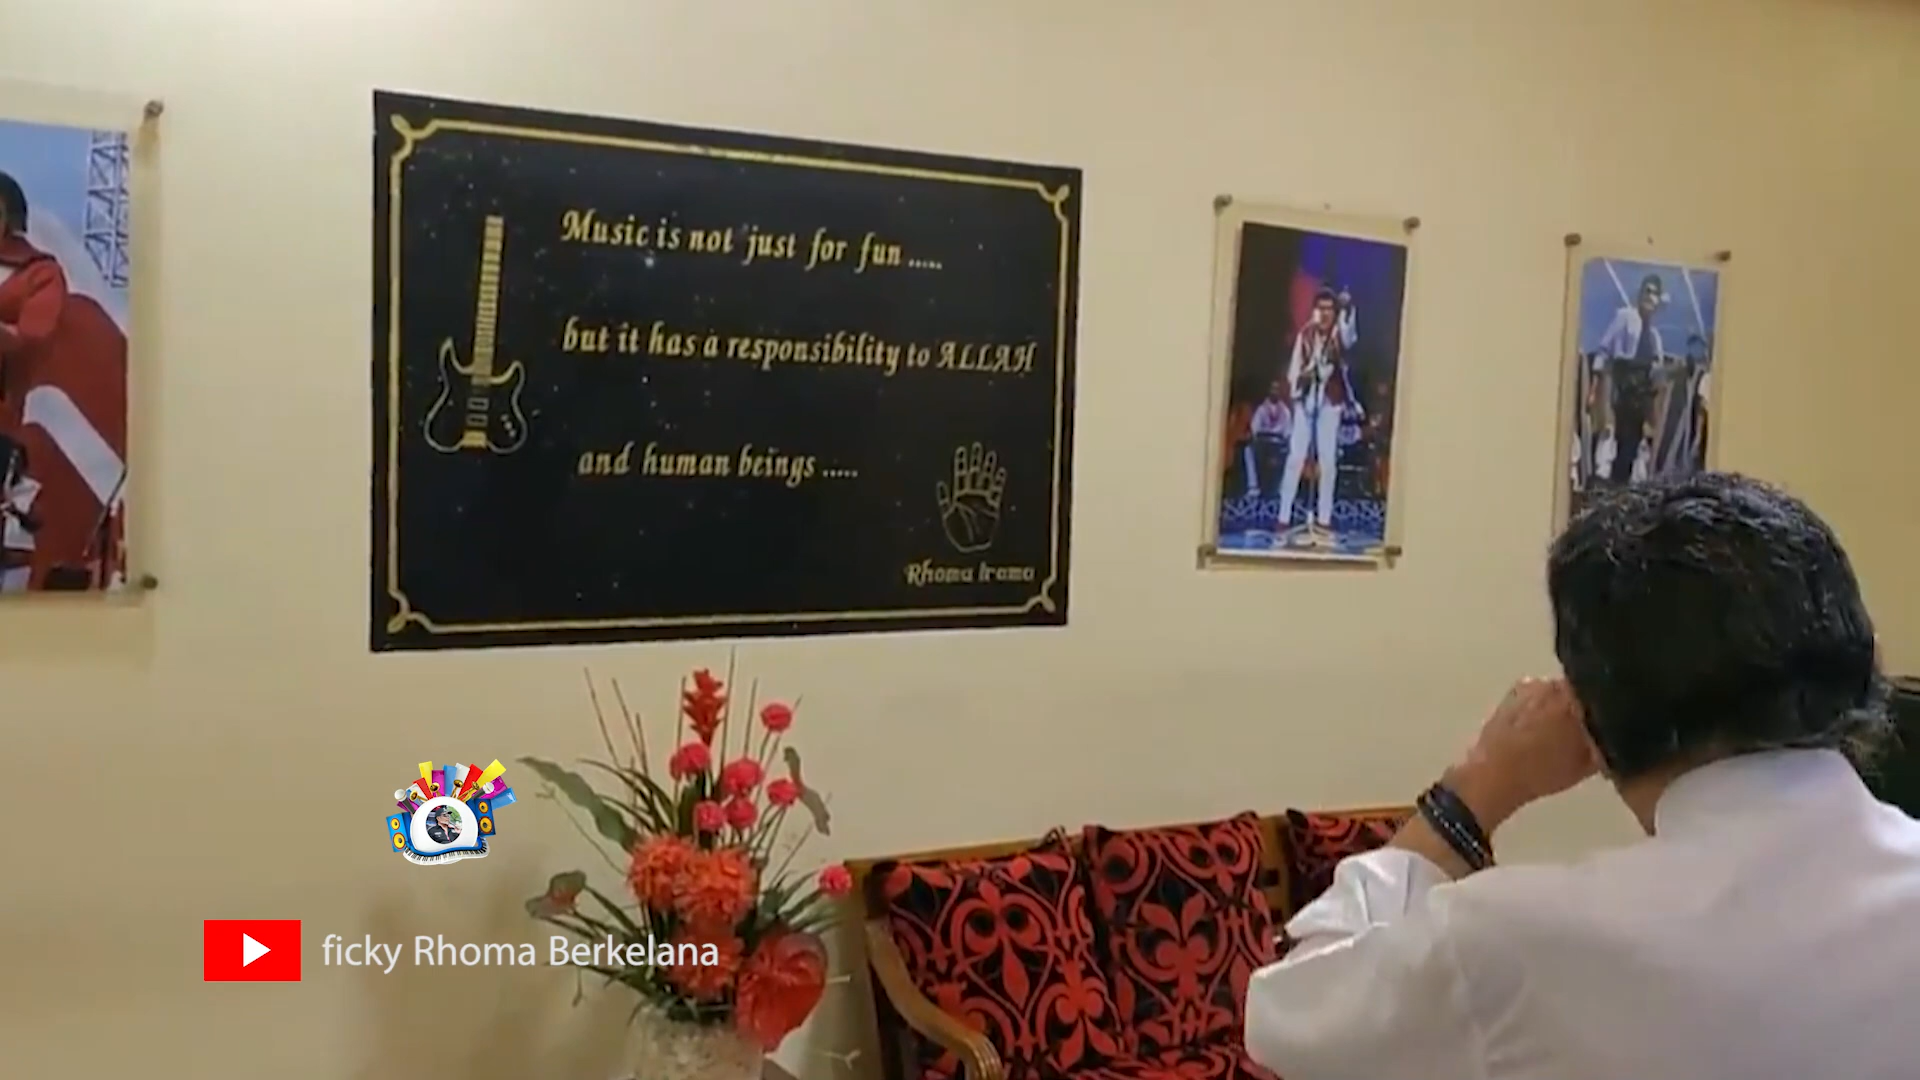 Music is not just for fun .....
but it has a responsibility to ALLAH
and human beings .....
Rhoma Irama
ficky Rhoma Berkelana